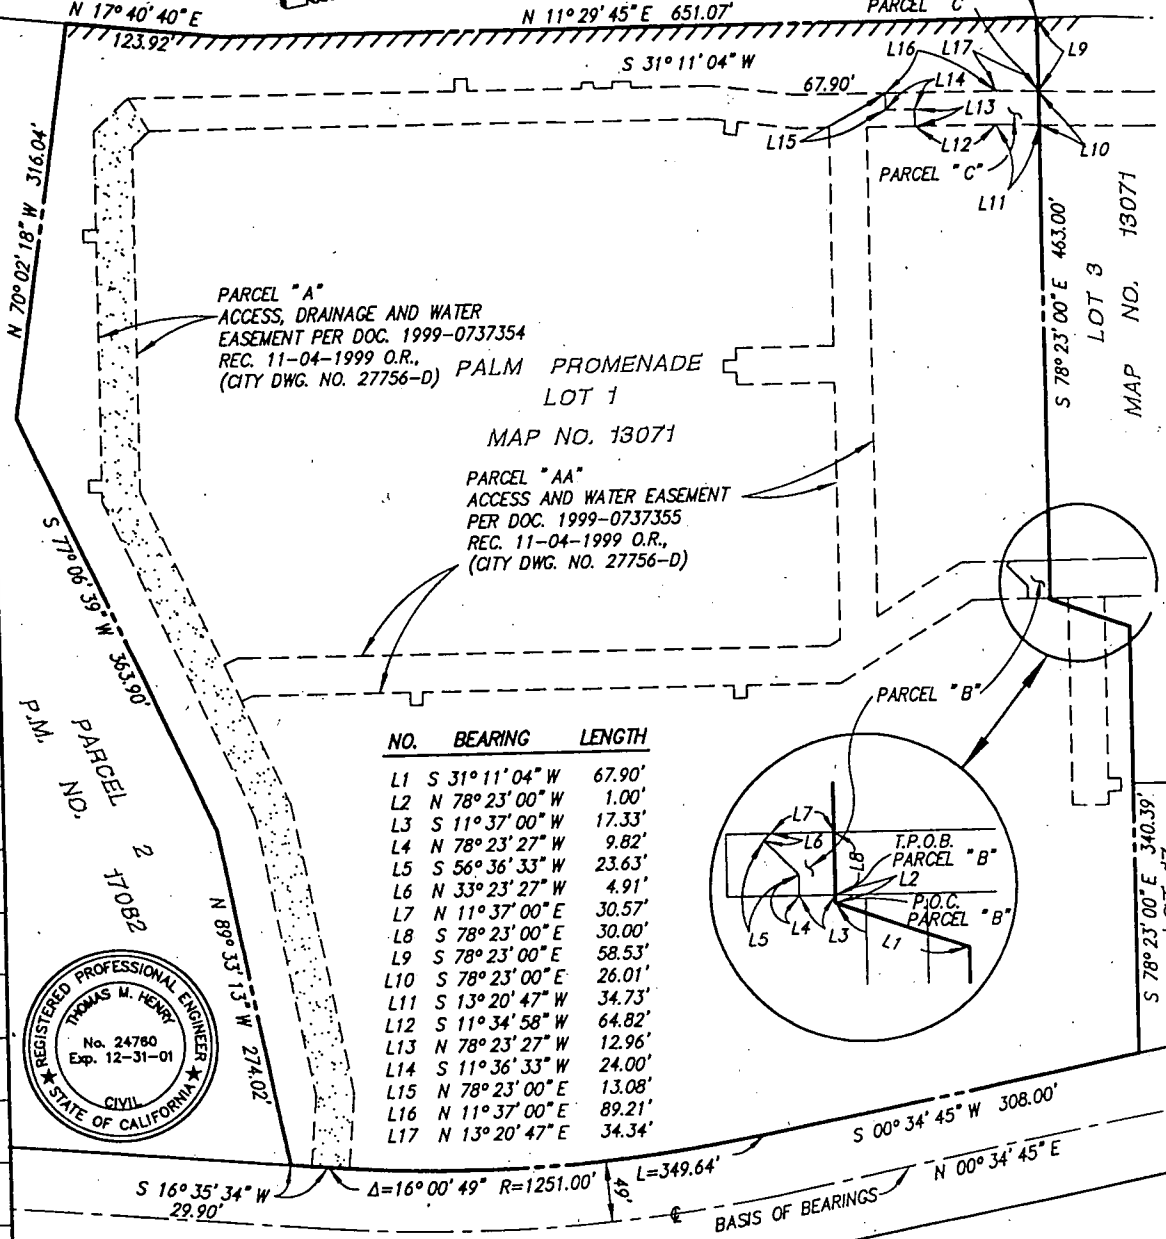 N 17° 40' 40" E
123.92'
N 11° 29' 45" E 651.07'
PARCEL "C"
S 31° 11' 04" W
67.90'
L16
L17
L9
L14
L13
L15
L12
L10
PARCEL "C"
L11
N 70° 02' 18" W 316.04'
S 78° 23' 00" E 463.00'
LOT 3
MAP NO. 13071
PARCEL "A"
ACCESS, DRAINAGE AND WATER
EASEMENT PER DOC. 1999-0737354
REC. 11-04-1999 O.R.,
(CITY DWG. NO. 27756-D)
PALM PROMENADE
LOT 1
MAP NO. 13071
PARCEL "AA"
ACCESS AND WATER EASEMENT
PER DOC. 1999-0737355
REC. 11-04-1999 O.R.,
(CITY DWG. NO. 27756-D)
S 77° 06' 39" W 363.90'
PARCEL 2
P.M. NO. 17082
PARCEL "B"
NO. BEARING LENGTH
L1 S 31° 11' 04" W 67.90'
L2 N 78° 23' 00" W 1.00'
L3 S 11° 37' 00" W 17.33'
L4 N 78° 23' 27" W 9.82'
L5 S 56° 36' 33" W 23.63'
L6 N 33° 23' 27" W 4.91'
L7 N 11° 37' 00" E 30.57'
L8 S 78° 23' 00" E 30.00'
L9 S 78° 23' 00" E 58.53'
L10 S 78° 23' 00" E 26.01'
L11 S 13° 20' 47" W 34.73'
L12 S 11° 34' 58" W 64.82'
L13 N 78° 23' 27" W 12.96'
L14 S 11° 36' 33" W 24.00'
L15 N 78° 23' 00" E 13.08'
L16 N 11° 37' 00" E 89.21'
L17 N 13° 20' 47" E 34.34'
L7
L6
L8
T.P.O.B.
PARCEL "B"
L2
P.O.C.
PARCEL "B"
L5
L4
L3
L1
S 78° 23' 00" E 340.39'
N 89° 33' 13" W 274.02'
REGISTERED PROFESSIONAL ENGINEER
THOMAS M. HENRY
No. 24760
Exp. 12-31-01
CIVIL
STATE OF CALIFORNIA
S 16° 35' 34" W
29.90'
Δ=16° 00' 49" R=1251.00' L=349.64'
49'
S 00° 34' 45" W 308.00'
BASIS OF BEARINGS
N 00° 34' 45" E